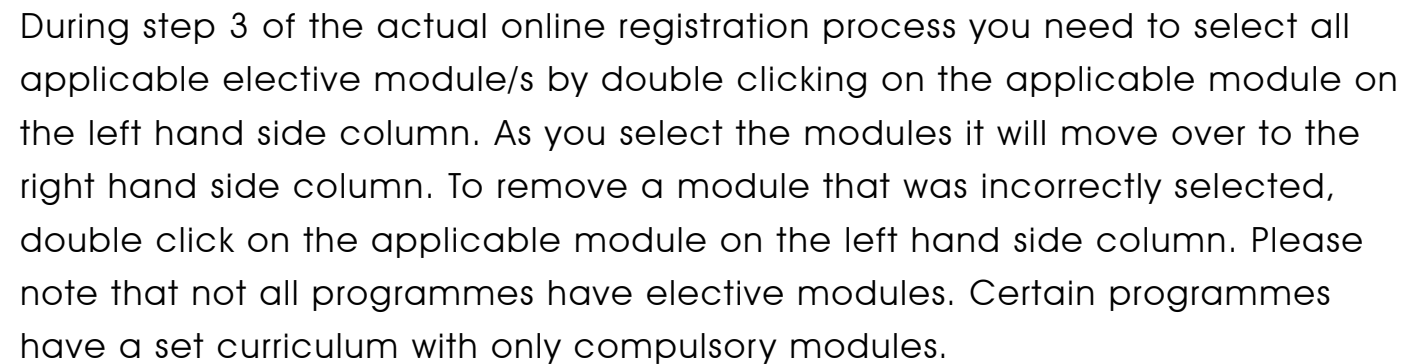 During step 3 of the actual online registration process you need to select all
applicable elective module/s by double clicking on the applicable module on
the left hand side column. As you select the modules it will move over to the
right hand side column. To remove a module that was incorrectly selected,
double click on the applicable module on the left hand side column. Please
note that not all programmes have elective modules. Certain programmes
have a set curriculum with only compulsory modules.